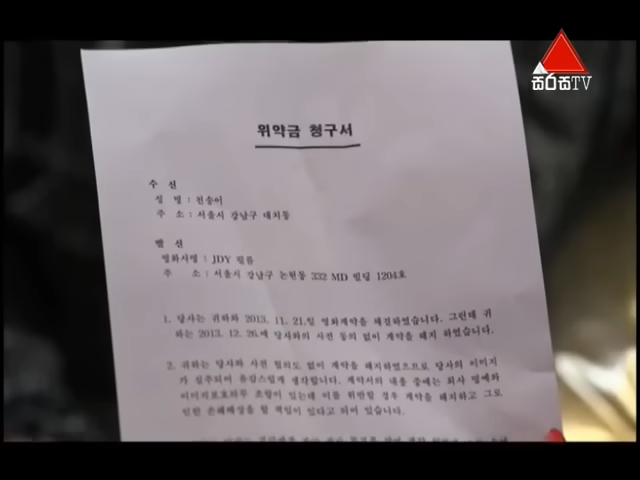 සිරස TV
위약금 청구서
수 신
성 명 : 천송이
주 소 : 서울시 강남구 대치동
발 신
영화사명 : JDY 필름
주 소 : 서울시 강남구 논현동 332 MD 빌딩 1204호
1. 당사는 귀하와 2013. 11. 21.일 영화계약을 체결하였습니다. 그런데 귀
하는 2013. 12. 26.에 당사와의 사전 동의 없이 계약을 해지 하였습니다.
2. 귀하는 당사와 사전 협의도 없이 계약을 해지하였으므로 당사의 이미지
가 실추되어 유감스럽게 생각합니다. 계약서의 내용 중에는 회사 명예와
이미지보호의무 조항이 있는데 이를 위반할 경우 계약을 해지하고 그로
인한 손해배상을 할 책임이 있다고 되어 있습니다.